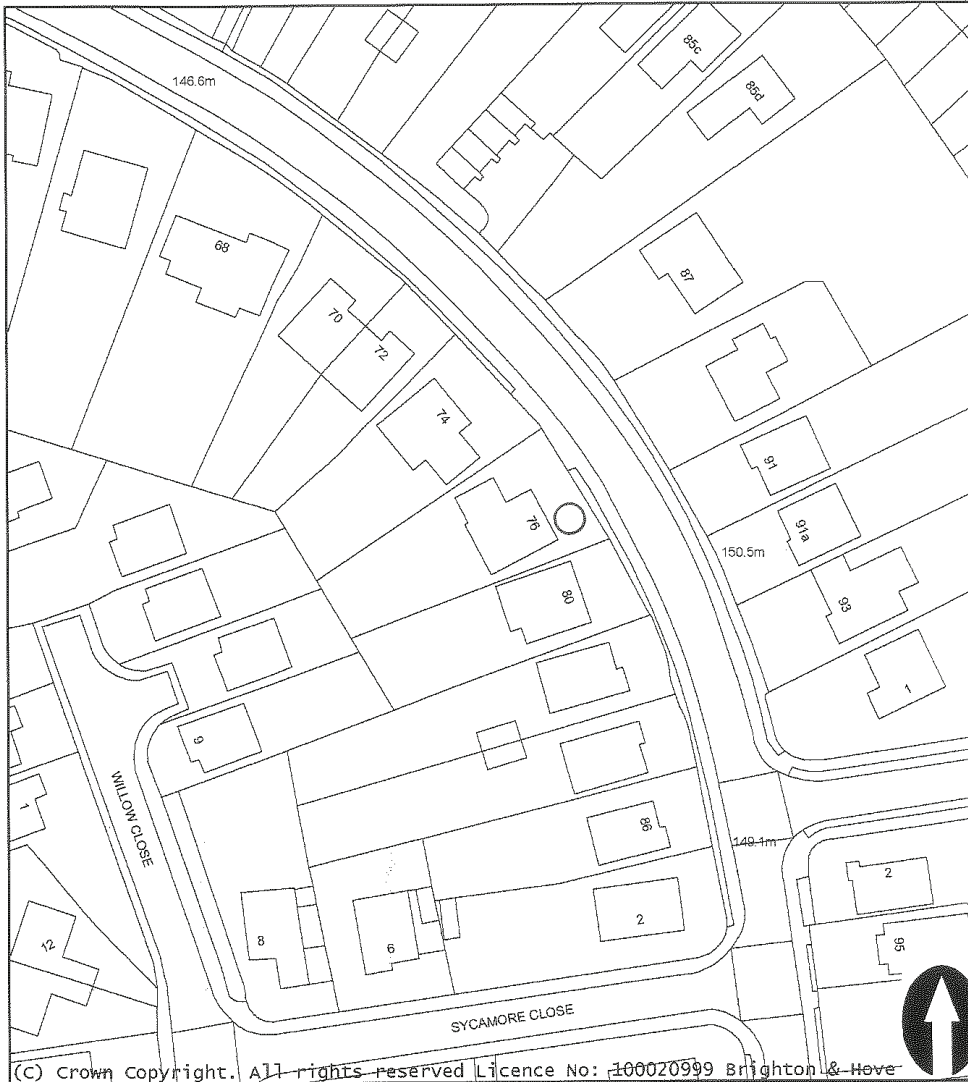 146.6m
85c
85d
68
70
72
74
76
80
87
91
91a
150.5m
93
1
9
WILLOW CLOSE
1
12
8
6
2
86
149.1m
2
95
SYCAMORE CLOSE
(C) Crown Copyright. All rights reserved Licence No: 100020999 Brighton & Hove